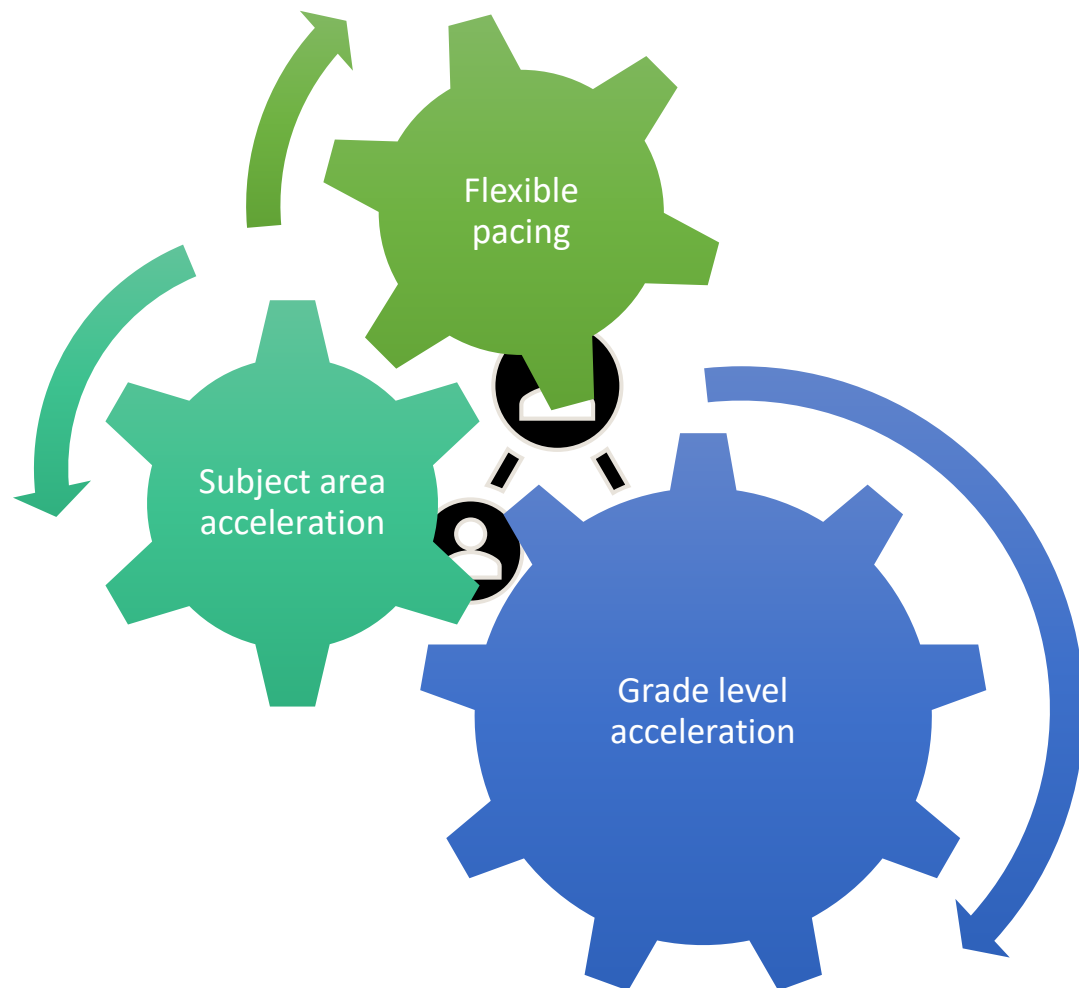 Flexible
pacing
Subject area
acceleration
Grade level
acceleration